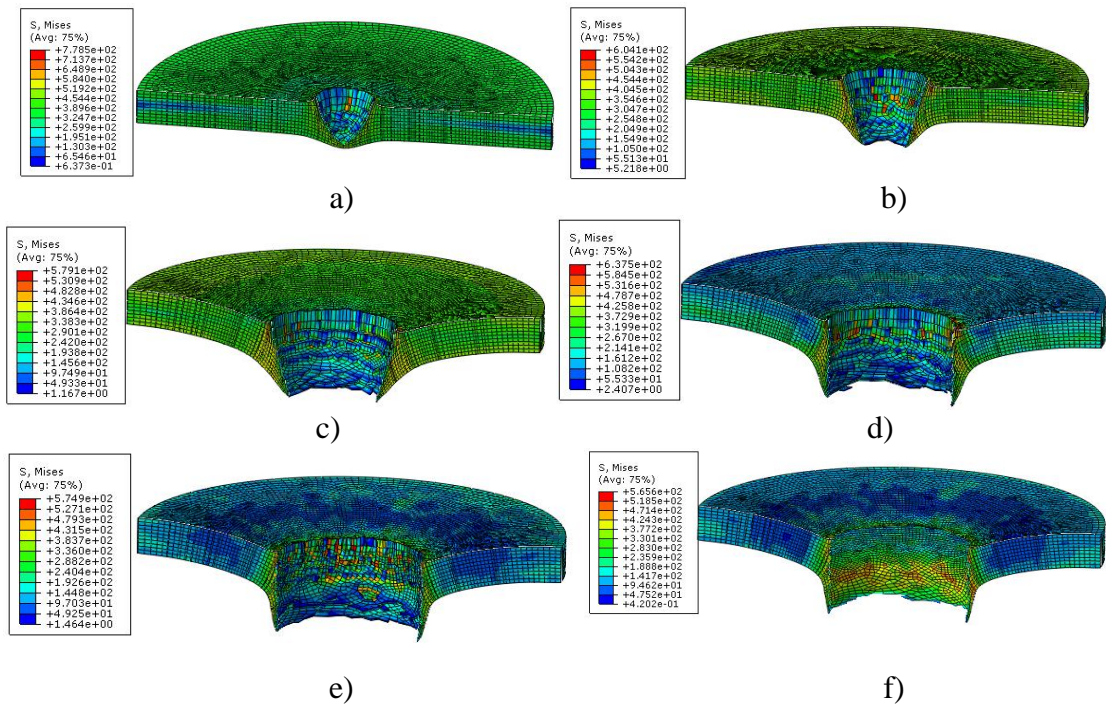 S, Mises
(Avg: 75%)
+7.785e+02
+7.137e+02
+6.489e+02
+5.840e+02
+5.192e+02
+4.544e+02
+3.896e+02
+3.247e+02
+2.599e+02
+1.951e+02
+1.303e+02
+6.546e+01
+6.373e-01
a)
S, Mises
(Avg: 75%)
+6.041e+02
+5.542e+02
+5.043e+02
+4.544e+02
+4.045e+02
+3.546e+02
+3.047e+02
+2.548e+02
+2.049e+02
+1.549e+02
+1.050e+02
+5.513e+01
+5.218e+00
b)
S, Mises
(Avg: 75%)
+5.791e+02
+5.309e+02
+4.828e+02
+4.346e+02
+3.864e+02
+3.383e+02
+2.901e+02
+2.420e+02
+1.938e+02
+1.456e+02
+9.749e+01
+4.933e+01
+1.167e+00
c)
S, Mises
(Avg: 75%)
+6.375e+02
+5.845e+02
+5.316e+02
+4.787e+02
+4.258e+02
+3.729e+02
+3.199e+02
+2.670e+02
+2.141e+02
+1.612e+02
+1.082e+02
+5.533e+01
+2.407e+00
d)
S, Mises
(Avg: 75%)
+5.749e+02
+5.271e+02
+4.793e+02
+4.315e+02
+3.837e+02
+3.360e+02
+2.882e+02
+2.404e+02
+1.926e+02
+1.448e+02
+9.703e+01
+4.925e+01
+1.464e+00
e)
S, Mises
(Avg: 75%)
+5.656e+02
+5.185e+02
+4.714e+02
+4.243e+02
+3.772e+02
+3.301e+02
+2.830e+02
+2.359e+02
+1.888e+02
+1.417e+02
+9.462e+01
+4.752e+01
+4.202e-01
f)